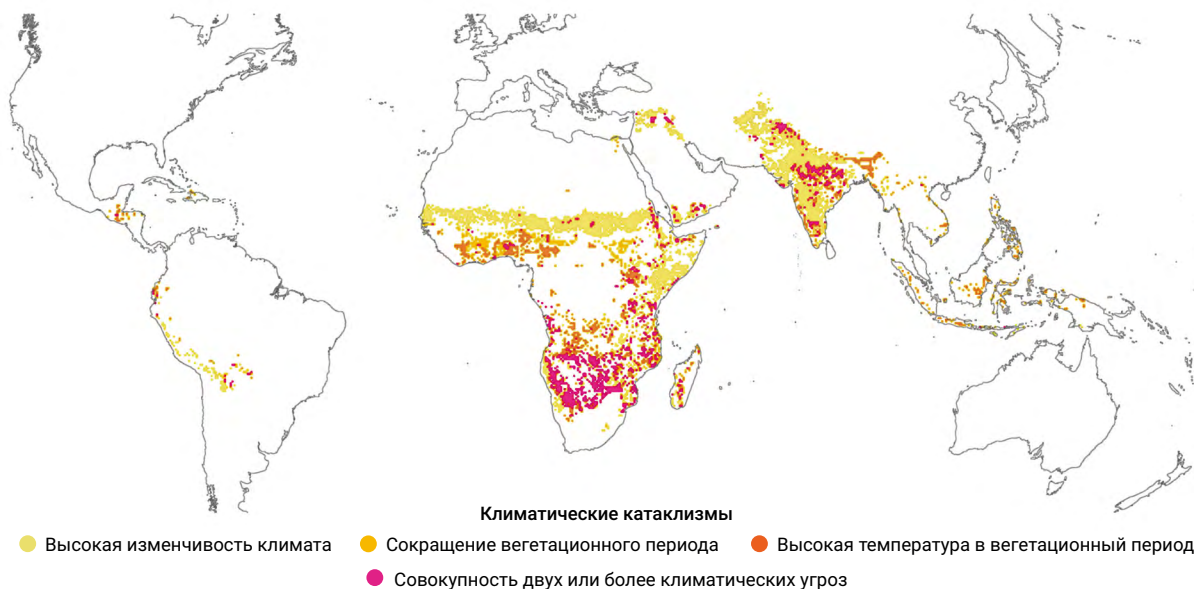 Климатические катаклизмы
Высокая изменчивость климата
Сокращение вегетационного периода
Высокая температура в вегетационный период
Совокупность двух или более климатических угроз